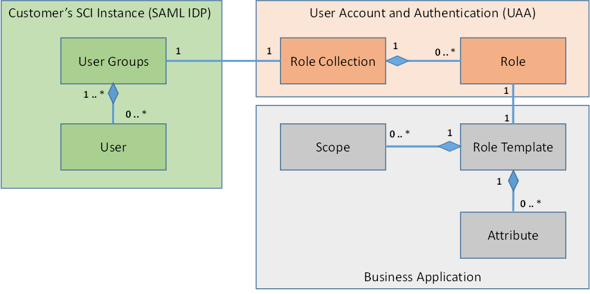 Customer's SCI Instance (SAML IDP)
User Account and Authentication (UAA)
User Groups
1
1
Role Collection
1
0 .. *
Role
1 .. *
0 .. *
User
1
1
Scope
0 .. *
1
Role Template
1
0 .. *
Attribute
Business Application